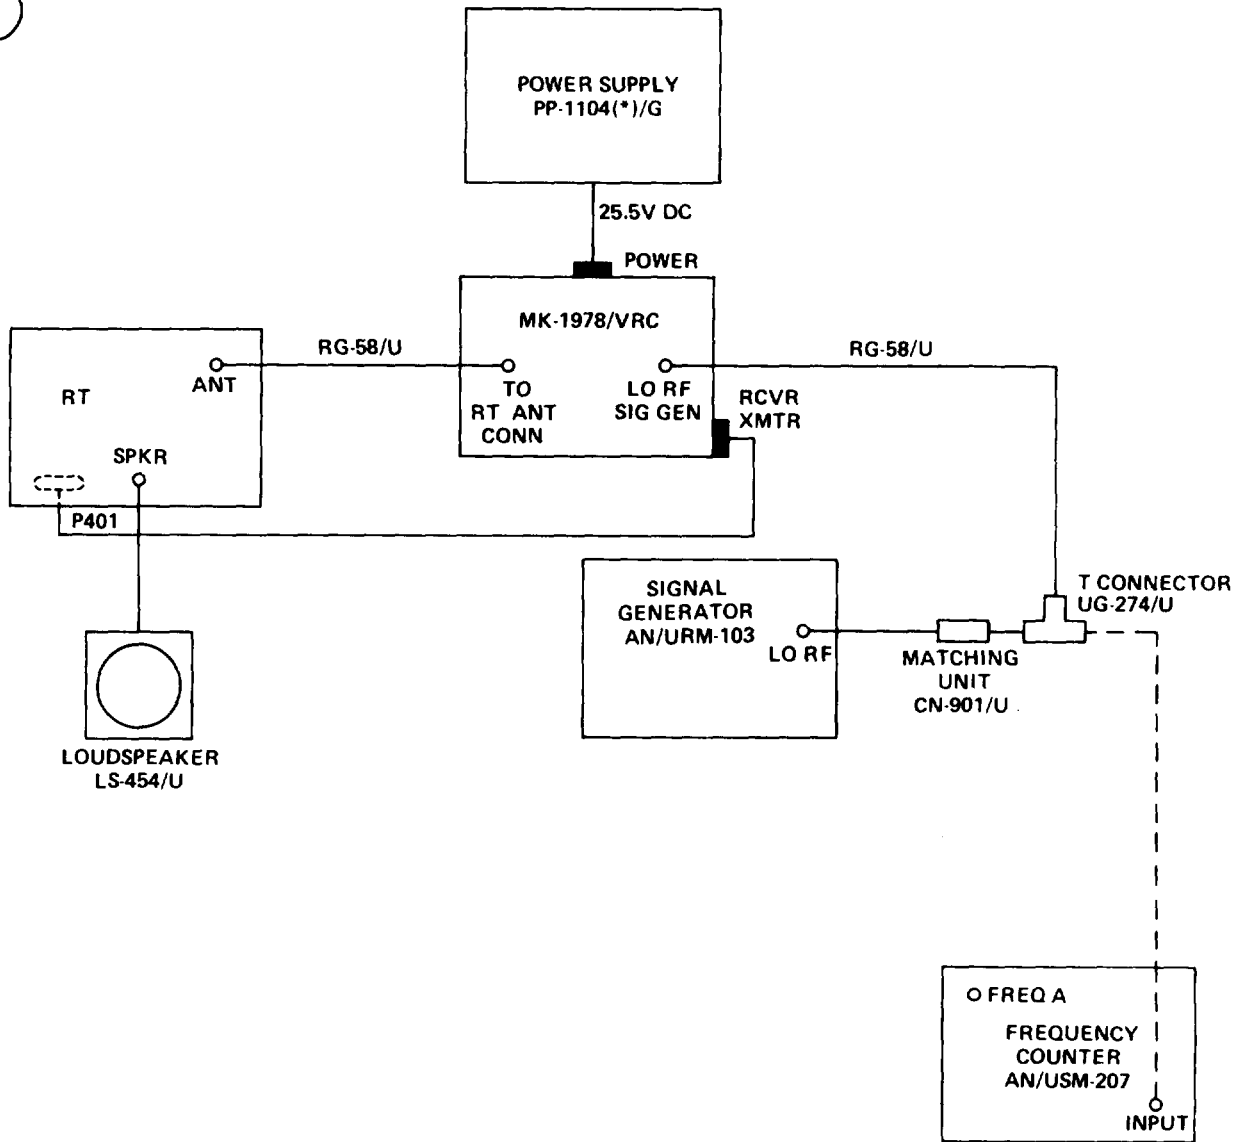 POWER SUPPLY
PP-1104(*)/G
25.5V DC
POWER
MK-1978/VRC
RG-58/U
RG-58/U
ANT
RT
TO
RT ANT
CONN
LO RF
SIG GEN
RCVR
XMTR
SPKR
P401
SIGNAL
GENERATOR
AN/URM-103
LO RF
T CONNECTOR
UG-274/U
MATCHING
UNIT
CN-901/U
LOUDSPEAKER
LS-454/U
FREQ A
FREQUENCY
COUNTER
AN/USM-207
INPUT